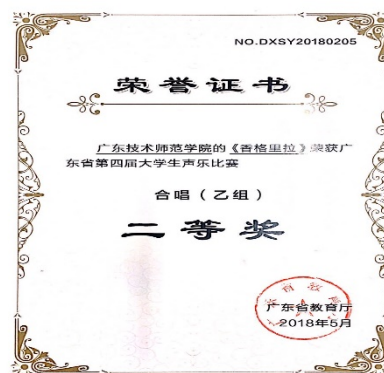 NO.DXSY20180205
荣誉证书
广东技术师范学院的《香格里拉》荣获广
东省第四届大学生声乐比赛
合唱（乙组）
二等奖
广东省教育厅
2018年5月